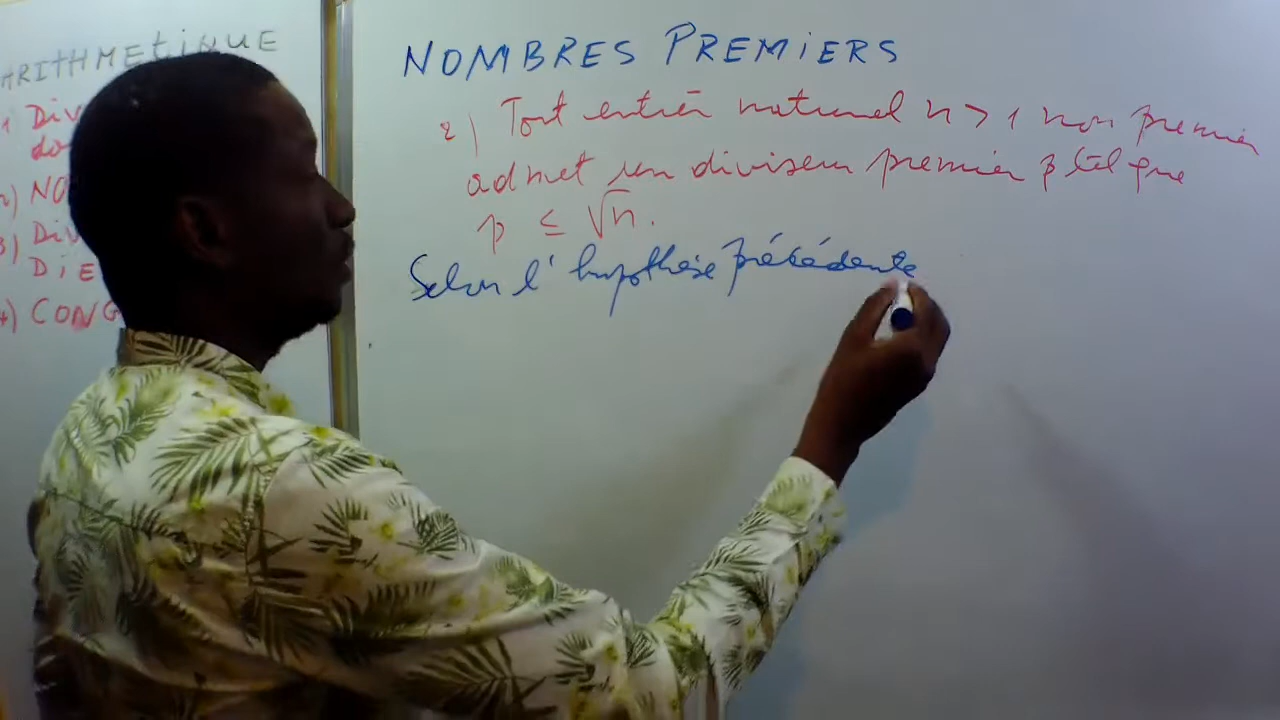 ARITHMETIQUE
1 Div
do
2) NO
3) Div
DIE
4) CONG
NOMBRES PREMIERS
2) Tout entier naturel n > 1 non premier
admet un diviseur premier p tel que
p ≤ √n.
Selon l'hypothèse précédente